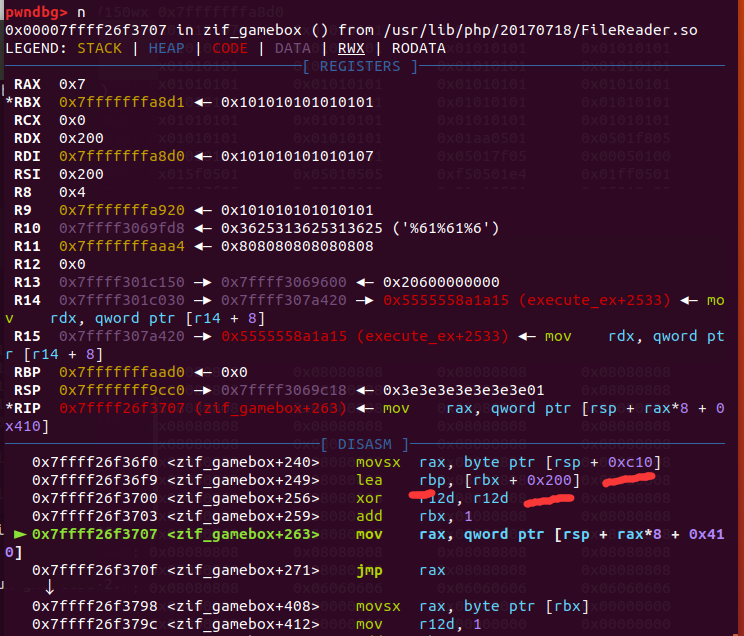 pwndbg> n
0x00007ffff26f3707 in zif_gamebox () from /usr/lib/php/20170718/FileReader.so
LEGEND: STACK | HEAP | CODE | DATA | RWX | RODATA
[ REGISTERS ]
RAX 0x7
*RBX 0x7fffffffa8d1 ◂— 0x101010101010101
RCX 0x0
RDX 0x200
RDI 0x7fffffffa8d0 ◂— 0x101010101010107
RSI 0x200
R8 0x4
R9 0x7fffffffa920 ◂— 0x101010101010101
R10 0x7ffff3069fd8 ◂— 0x3625313625313625 ('%61%61%6')
R11 0x7fffffffaaa4 ◂— 0x808080808080808
R12 0x0
R13 0x7ffff301c150 —▸ 0x7ffff3069600 ◂— 0x20600000000
R14 0x7ffff301c030 —▸ 0x7ffff307a420 —▸ 0x5555558a1a15 (execute_ex+2533) ◂— mo
v rdx, qword ptr [r14 + 8]
R15 0x7ffff307a420 —▸ 0x5555558a1a15 (execute_ex+2533) ◂— mov rdx, qword pt
r [r14 + 8]
RBP 0x7fffffffaad0 ◂— 0x0
RSP 0x7fffffff9cc0 —▸ 0x7ffff3069c18 ◂— 0x3e3e3e3e3e3e3e01
*RIP 0x7ffff26f3707 (zif_gamebox+263) ◂— mov rax, qword ptr [rsp + rax*8 + 0
x410]
[ DISASM ]
0x7ffff26f36f0 <zif_gamebox+240> movsx rax, byte ptr [rsp + 0xc10]
0x7ffff26f36f9 <zif_gamebox+249> lea rbp, [rbx + 0x200]
0x7ffff26f3700 <zif_gamebox+256> xor r12d, r12d
0x7ffff26f3703 <zif_gamebox+259> add rbx, 1
► 0x7ffff26f3707 <zif_gamebox+263> mov rax, qword ptr [rsp + rax*8 + 0x41
0]
0x7ffff26f370f <zif_gamebox+271> jmp rax
↓
0x7ffff26f3798 <zif_gamebox+408> movsx rax, byte ptr [rbx]
0x7ffff26f379c <zif_gamebox+412> mov r12d, 1